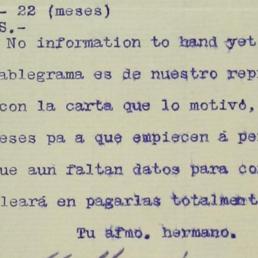 - 22 (meses)
S.-
No information to hand yet
ablegrama es de nuestro rep
con la carta que lo motivó,
eses pa a que empiecen á pe
ue aun faltan datos para co
leará en pagarlas totalment
Tu afmo. hermano.